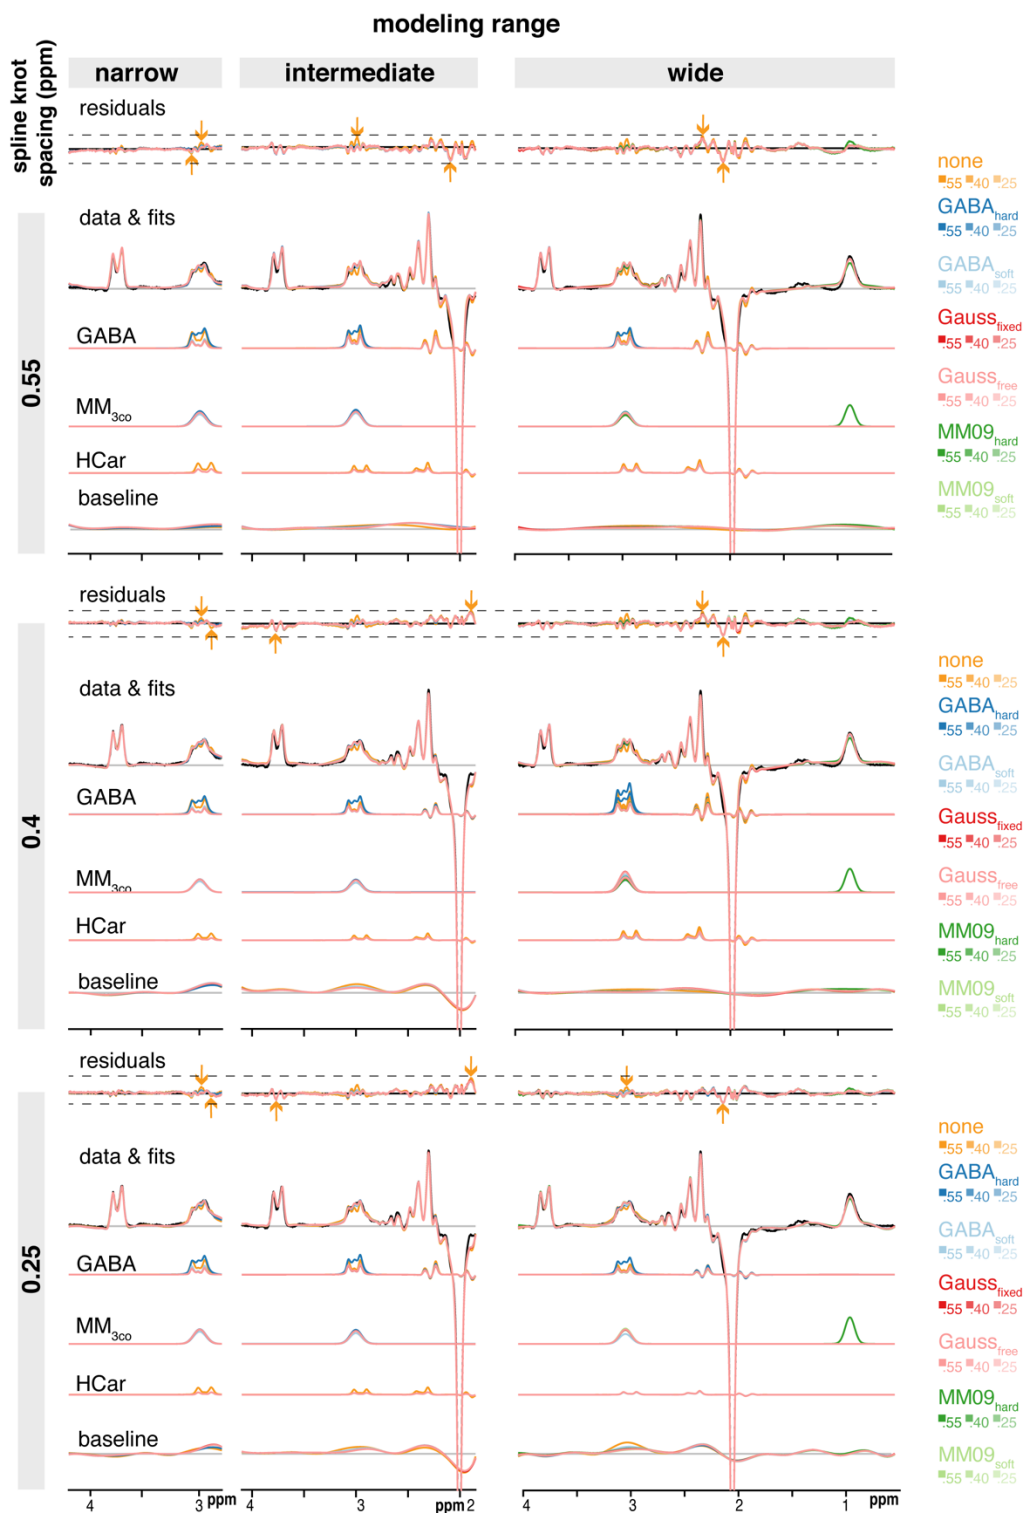 modeling range
spline knot
spacing (ppm)
narrow
intermediate
wide
0.55
residuals
data & fits
GABA
MM3co
HCar
baseline
none
.55 .40 .25
GABAhard
.55 .40 .25
GABAsoft
.55 .40 .25
Gaussfixed
.55 .40 .25
Gaussfree
.55 .40 .25
MM09hard
.55 .40 .25
MM09soft
.55 .40 .25
0.4
residuals
data & fits
GABA
MM3co
HCar
baseline
none
.55 .40 .25
GABAhard
.55 .40 .25
GABAsoft
.55 .40 .25
Gaussfixed
.55 .40 .25
Gaussfree
.55 .40 .25
MM09hard
.55 .40 .25
MM09soft
.55 .40 .25
0.25
residuals
data & fits
GABA
MM3co
HCar
baseline
none
.55 .40 .25
GABAhard
.55 .40 .25
GABAsoft
.55 .40 .25
Gaussfixed
.55 .40 .25
Gaussfree
.55 .40 .25
MM09hard
.55 .40 .25
MM09soft
.55 .40 .25
4 3 ppm 4 3 ppm 2 4 3 2 1 ppm